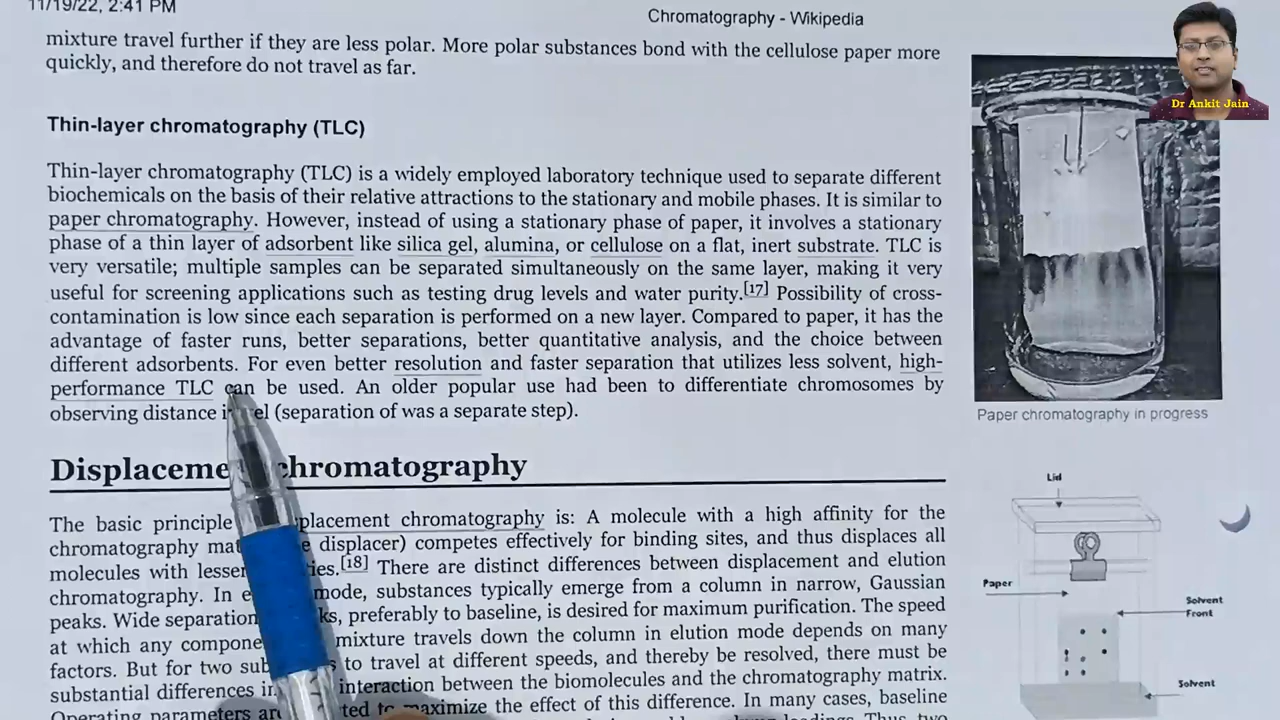 11/19/22, 2:41 PM
Chromatography - Wikipedia
Dr Ankit Jain
mixture travel further if they are less polar. More polar substances bond with the cellulose paper more
quickly, and therefore do not travel as far.
Thin-layer chromatography (TLC)
Thin-layer chromatography (TLC) is a widely employed laboratory technique used to separate different
biochemicals on the basis of their relative attractions to the stationary and mobile phases. It is similar to
paper chromatography. However, instead of using a stationary phase of paper, it involves a stationary
phase of a thin layer of adsorbent like silica gel, alumina, or cellulose on a flat, inert substrate. TLC is
very versatile; multiple samples can be separated simultaneously on the same layer, making it very
useful for screening applications such as testing drug levels and water purity.[17] Possibility of cross-
contamination is low since each separation is performed on a new layer. Compared to paper, it has the
advantage of faster runs, better separations, better quantitative analysis, and the choice between
different adsorbents. For even better resolution and faster separation that utilizes less solvent, high-
performance TLC can be used. An older popular use had been to differentiate chromosomes by
observing distance (separation of was a separate step).
Paper chromatography in progress
chromatography
The basic principle chromatography is: A molecule with a high affinity for the
chromatography displacer) competes effectively for binding sites, and thus displaces all
molecules with lesser [18] There are distinct differences between displacement and elution
chromatography. In mode, substances typically emerge from a column in narrow, Gaussian
peaks. Wide separation preferably to baseline, is desired for maximum purification. The speed
at which any mixture travels down the column in elution mode depends on many
factors. But for two to travel at different speeds, and thereby be resolved, there must be
substantial differences interaction between the biomolecules and the chromatography matrix.
Operating parameters are to maximize the effect of this difference. In many cases, baseline
Thus, two
Lid
Paper
Solvent
Front
Solvent